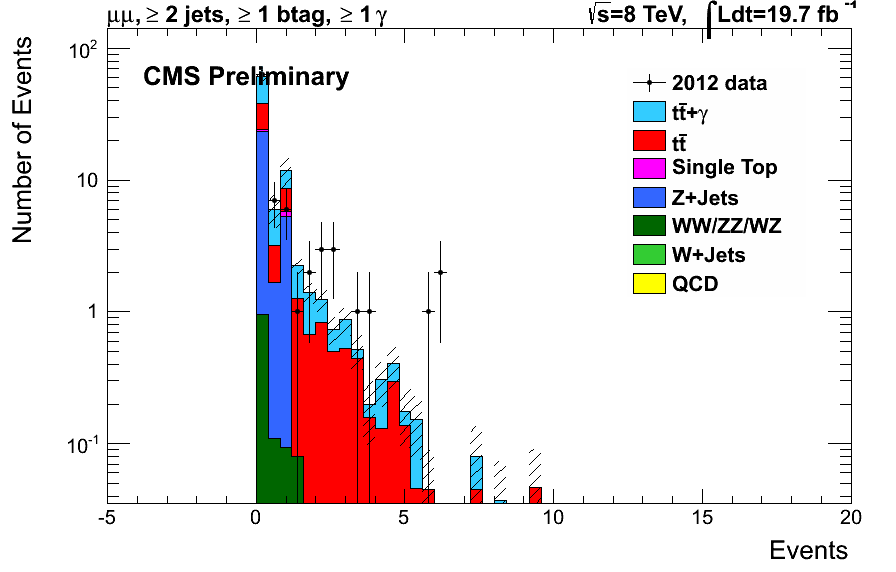 μμ, ≥ 2 jets, ≥ 1 btag, ≥ 1 γ
√s=8 TeV, ∫Ldt=19.7 fb⁻¹
CMS Preliminary
2012 data
tt̄+γ
tt̄
Single Top
Z+Jets
WW/ZZ/WZ
W+Jets
QCD
Number of Events
10²
10
1
10⁻¹
-5 0 5 10 15 20
Events